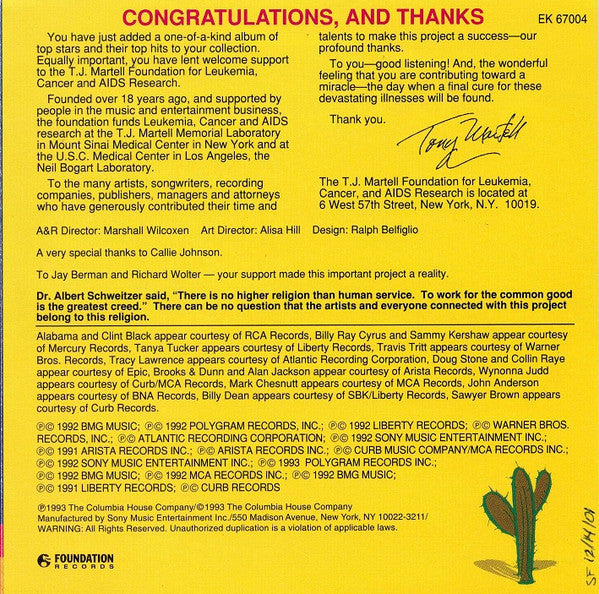 CONGRATULATIONS, AND THANKS
EK 67004
You have just added a one-of-a-kind album of
top stars and their top hits to your collection.
Equally important, you have lent welcome support
to the T.J. Martell Foundation for Leukemia,
Cancer and AIDS Research.
Founded over 18 years ago, and supported by
people in the music and entertainment business,
the foundation funds Leukemia, Cancer and AIDS
research at the T.J. Martell Memorial Laboratory
in Mount Sinai Medical Center in New York and at
the U.S.C. Medical Center in Los Angeles, the
Neil Bogart Laboratory.
To the many artists, songwriters, recording
companies, publishers, managers and attorneys
who have generously contributed their time and
talents to make this project a success—our
profound thanks.
To you—good listening! And, the wonderful
feeling that you are contributing toward a
miracle—the day when a final cure for these
devastating illnesses will be found.
Thank you.
Tony Martell
The T.J. Martell Foundation for Leukemia,
Cancer, and AIDS Research is located at
6 West 57th Street, New York, N.Y. 10019.
A&R Director: Marshall Wilcoxen Art Director: Alisa Hill Design: Ralph Belfiglio
A very special thanks to Callie Johnson.
To Jay Berman and Richard Wolter — your support made this important project a reality.
Dr. Albert Schweitzer said, “There is no higher religion than human service. To work for the common good
is the greatest creed.” There can be no question that the artists and everyone connected with this project
belong to this religion.
Alabama and Clint Black appear courtesy of RCA Records, Billy Ray Cyrus and Sammy Kershaw appear courtesy
of Mercury Records, Tanya Tucker appears courtesy of Liberty Records, Travis Tritt appears courtesy of Warner
Bros. Records, Tracy Lawrence appears courtesy of Atlantic Recording Corporation, Doug Stone and Collin Raye
appear courtesy of Epic, Brooks & Dunn and Alan Jackson appear courtesy of Arista Records, Wynonna Judd
appears courtesy of Curb/MCA Records, Mark Chesnutt appears courtesy of MCA Records, John Anderson
appears courtesy of BNA Records, Billy Dean appears courtesy of SBK/Liberty Records, Sawyer Brown appears
courtesy of Curb Records.
℗© 1992 BMG MUSIC; ℗© 1992 POLYGRAM RECORDS, INC.; ℗© 1992 LIBERTY RECORDS; ℗© WARNER BROS.
RECORDS, INC.; ℗© ATLANTIC RECORDING CORPORATION; ℗© 1992 SONY MUSIC ENTERTAINMENT INC.;
℗© 1991 ARISTA RECORDS INC.; ℗© ARISTA RECORDS INC.; ℗© CURB MUSIC COMPANY/MCA RECORDS INC.;
℗© 1992 SONY MUSIC ENTERTAINMENT INC.; ℗© 1993 POLYGRAM RECORDS INC.;
℗© 1992 BMG MUSIC; ℗© 1992 MCA RECORDS INC.; ℗© 1992 BMG MUSIC;
℗© 1991 LIBERTY RECORDS; ℗© CURB RECORDS
℗1993 The Columbia House Company/©1993 The Columbia House Company
Manufactured by Sony Music Entertainment Inc./550 Madison Avenue, New York, NY 10022-3211/
WARNING: All Rights Reserved. Unauthorized duplication is a violation of applicable laws.
FOUNDATION
RECORDS
SF 12/14/01